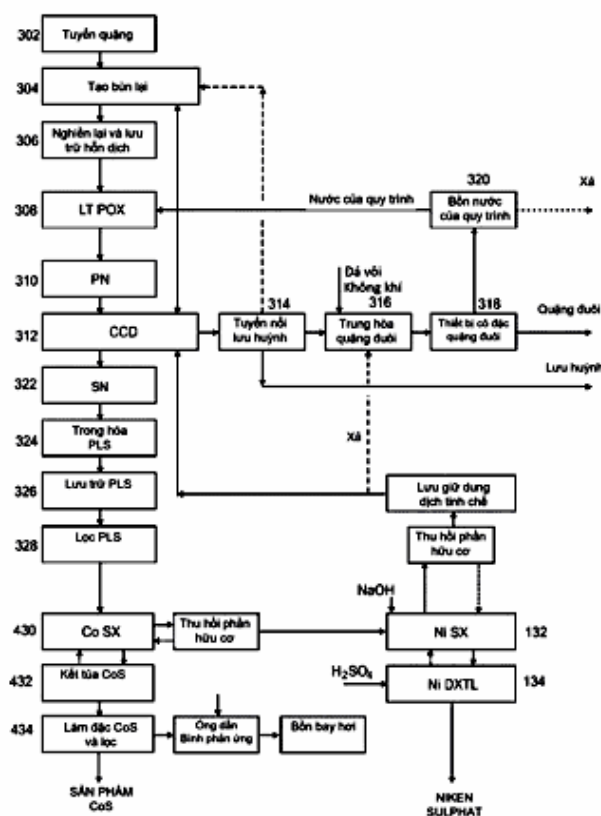 302
Tuyển quặng
304
Tạo bùn lại
306
Nghiền lại và lưu
trữ hỗn dịch
320
Xả
308
LT POX
Nước của quy trình
Bồn nước
của quy trình
310
PN
Đá vôi
Không khí
314
316
318
Quặng đuôi
312
CCD
Tuyển nổi
lưu huỳnh
Trung hòa
quặng đuôi
Thiết bị cô đặc
quặng đuôi
Lưu huỳnh
322
SN
324
Trong hóa
PLS
Xả
326
Lưu trữ PLS
Lưu giữ dung
dịch tinh chế
328
Lọc PLS
Thu hồi phần
hữu cơ
NaOH
430
Co SX
Thu hồi phần
hữu cơ
Ni SX
132
432
Kết tủa CoS
H2SO4
Ni DXTL
134
434
Làm đặc CoS
và lọc
Ống dẫn
Bình phản ứng
Bồn bay hơi
SẢN PHẨM
CoS
NIKEN
SULPHAT